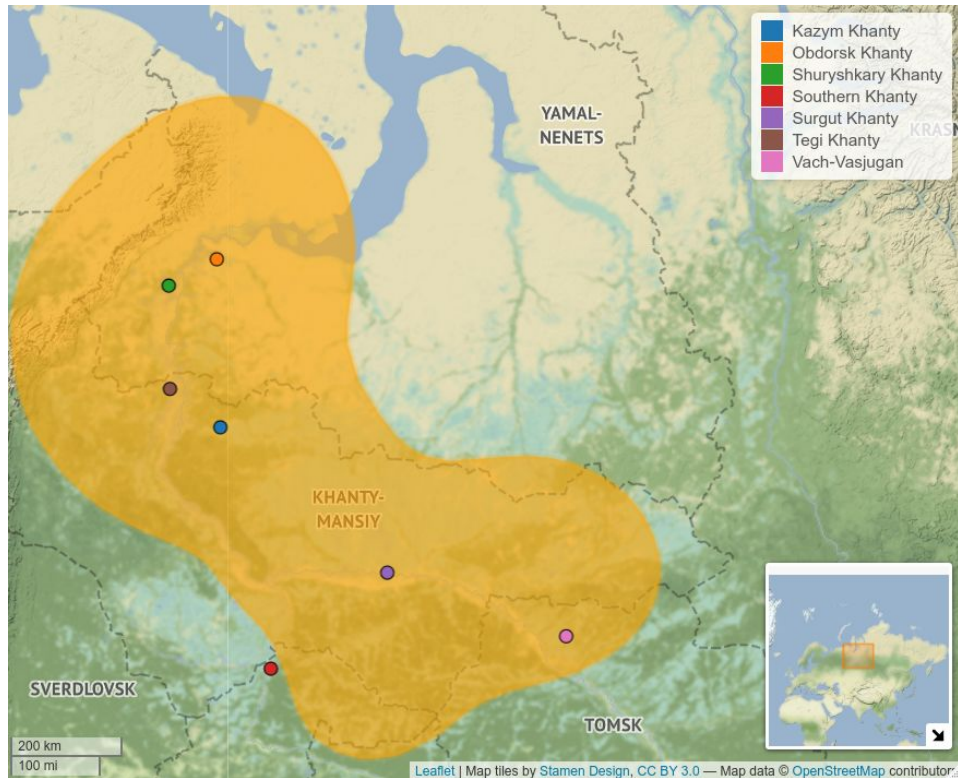 Kazym Khanty
Obdorsk Khanty
Shuryshkary Khanty
Southern Khanty
Surgut Khanty
Tegi Khanty
Vach-Vasjugan
YAMAL-
NENETS
KRAS
KHANTY-
MANSIY
SVERDLOVSK
TOMSK
200 km
100 mi
Leaflet | Map tiles by Stamen Design, CC BY 3.0 — Map data © OpenStreetMap contributors